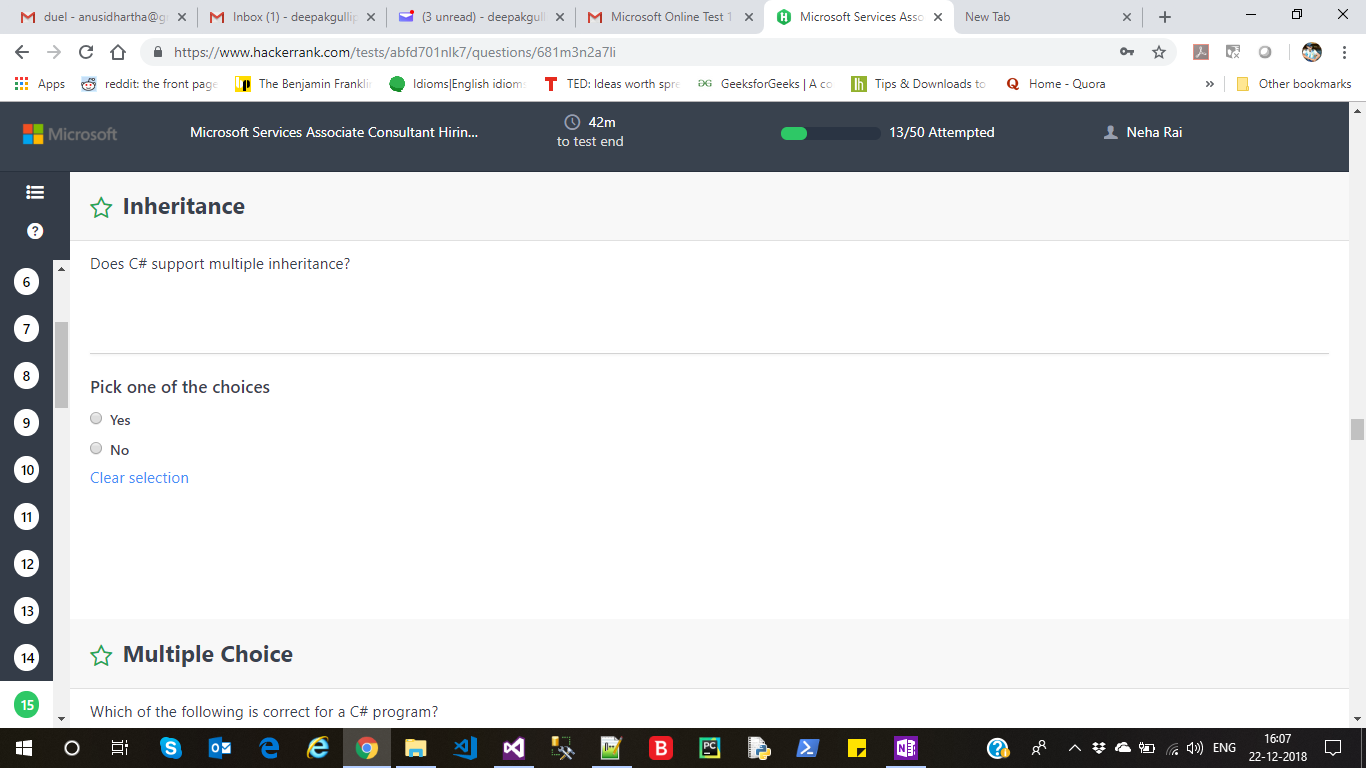 duel - anusidhartha@g
Inbox (1) - deepakgullip
(3 unread) - deepakgull
Microsoft Online Test 1
Microsoft Services Asso
New Tab
https://www.hackerrank.com/tests/abfd701nlk7/questions/681m3n2a7li
Apps
reddit: the front page
The Benjamin Franklin
Idioms|English idioms
TED: Ideas worth spre
GeeksforGeeks | A co
Tips & Downloads to
Home - Quora
»
Other bookmarks
Microsoft
Microsoft Services Associate Consultant Hirin...
42m
to test end
13/50 Attempted
Neha Rai
Inheritance
Does C# support multiple inheritance?
Pick one of the choices
Yes
No
Clear selection
Multiple Choice
Which of the following is correct for a C# program?
?
6
7
8
9
10
11
12
13
14
15
ENG
16:07
22-12-2018